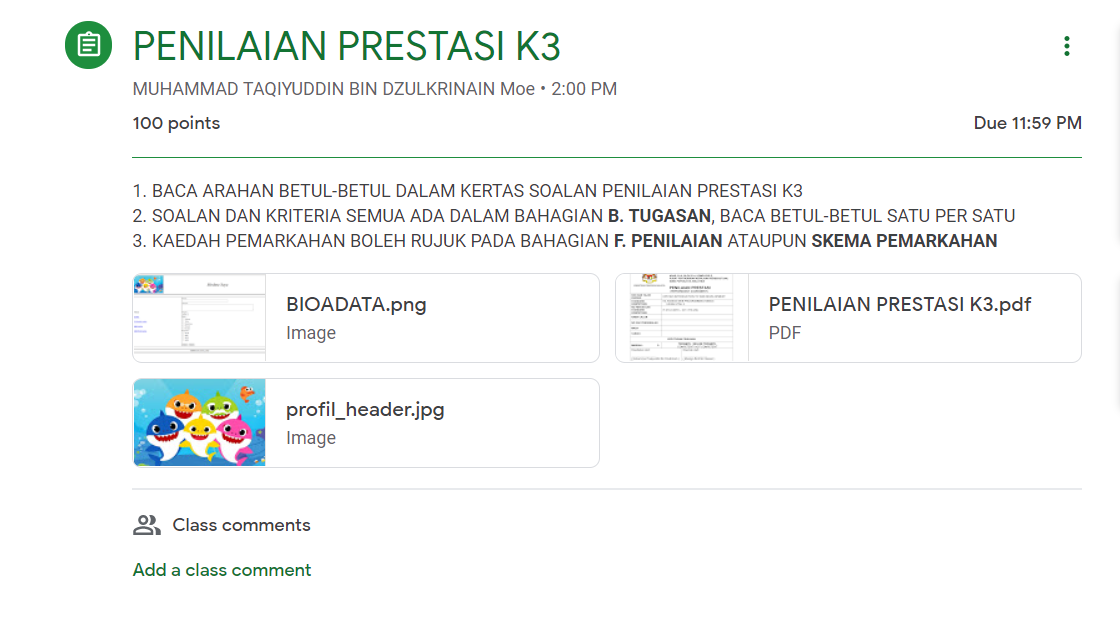 PENILAIAN PRESTASI K3
MUHAMMAD TAQIYUDDIN BIN DZULKRINAIN Moe • 2:00 PM
100 points
Due 11:59 PM
1. BACA ARAHAN BETUL-BETUL DALAM KERTAS SOALAN PENILAIAN PRESTASI K3
2. SOALAN DAN KRITERIA SEMUA ADA DALAM BAHAGIAN B. TUGASAN, BACA BETUL-BETUL SATU PER SATU
3. KAEDAH PEMARKAHAN BOLEH RUJUK PADA BAHAGIAN F. PENILAIAN ATAUPUN SKEMA PEMARKAHAN
BIOADATA.png
Image
PENILAIAN PRESTASI K3.pdf
PDF
profil_header.jpg
Image
Class comments
Add a class comment